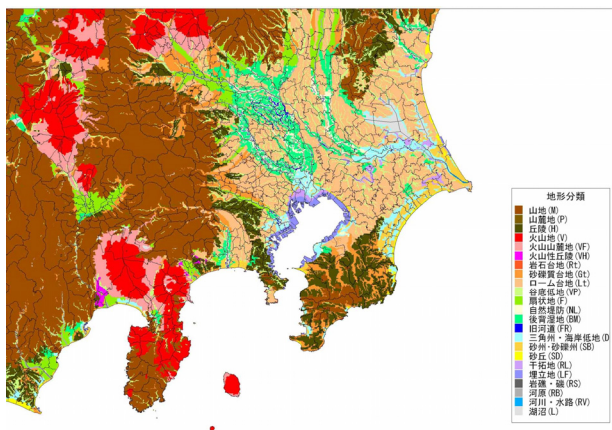 地形分類
山地(M)
山麓地(P)
丘陵(H)
火山地(V)
火山山麓地(VF)
火山性丘陵(VH)
岩石台地(Rt)
砂礫質台地(Gt)
ローム台地(Lt)
谷底低地(VP)
扇状地(F)
自然堤防(NL)
後背湿地(BM)
旧河道(FR)
三角州・海岸低地(D
砂州・砂礫州(SB)
砂丘(SD)
干拓地(RL)
埋立地(LF)
岩礁・礫(RS)
河原(RB)
河川・水路(RV)
湖沼(L)